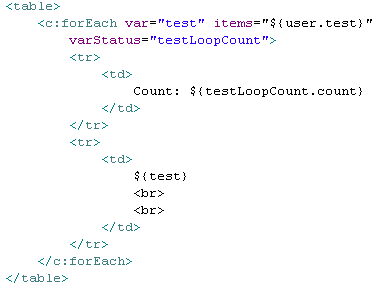 <table>
    <c:forEach var="test" items="${user.test}"
        varStatus="testLoopCount">
        <tr>
            <td>
                Count: ${testLoopCount.count}
            </td>
        </tr>
        <tr>
            <td>
                ${test}
                <br>
                <br>
            </td>
        </tr>
    </c:forEach>
</table>